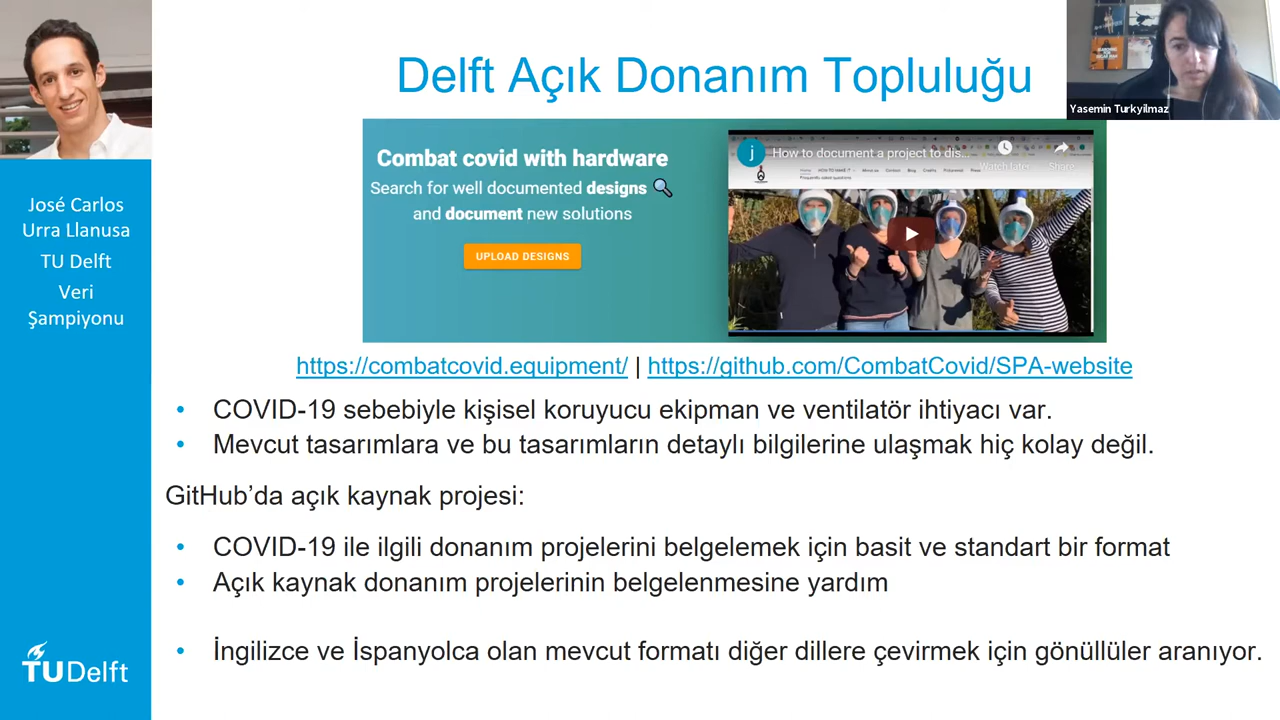 Delft Açık Donanım Topluluğu
Yasemin Turkyilmaz
José Carlos
Urra Llanusa
TU Delft
Veri
Şampiyonu
Combat covid with hardware
Search for well documented designs
and document new solutions
UPLOAD DESIGNS
j
How to document a project to dis...
Watch later
Share
https://combatcovid.equipment/ | https://github.com/CombatCovid/SPA-website
• COVID-19 sebebiyle kişisel koruyucu ekipman ve ventilatör ihtiyacı var.
• Mevcut tasarımlara ve bu tasarımların detaylı bilgilerine ulaşmak hiç kolay değil.
GitHub’da açık kaynak projesi:
• COVID-19 ile ilgili donanım projelerini belgelemek için basit ve standart bir format
• Açık kaynak donanım projelerinin belgelenmesine yardım
• İngilizce ve İspanyolca olan mevcut formatı diğer dillere çevirmek için gönüllüler aranıyor.
TUDelft